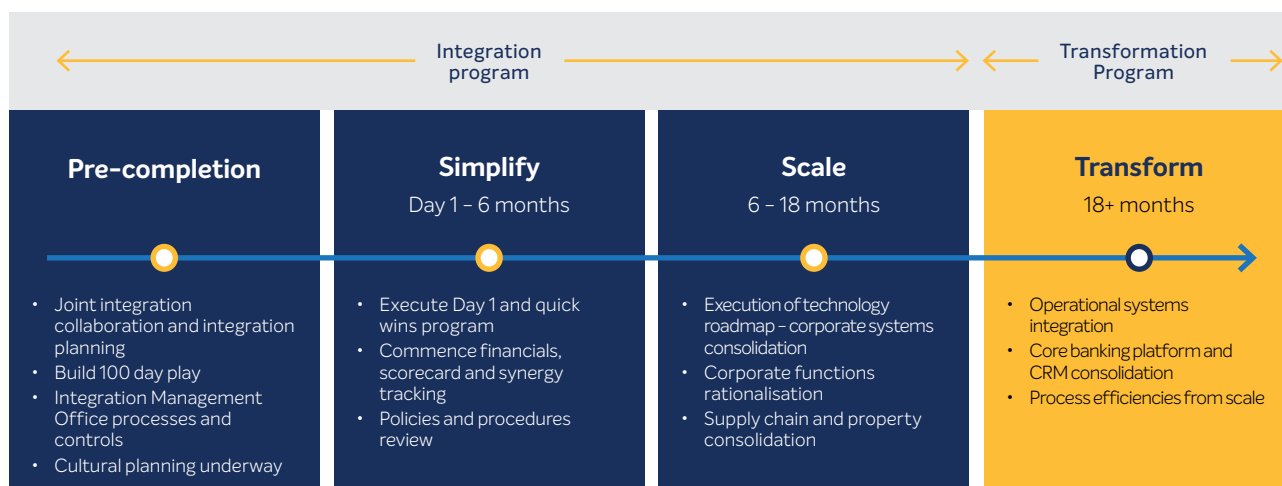 Integration
program
Transformation
Program
Pre-completion
• Joint integration
collaboration and integration
planning
• Build 100 day play
• Integration Management
Office processes and
controls
• Cultural planning underway
Simplify
Day 1 – 6 months
• Execute Day 1 and quick
wins program
• Commence financials,
scorecard and synergy
tracking
• Policies and procedures
review
Scale
6 – 18 months
• Execution of technology
roadmap – corporate systems
consolidation
• Corporate functions
rationalisation
• Supply chain and property
consolidation
Transform
18+ months
• Operational systems
integration
• Core banking platform and
CRM consolidation
• Process efficiencies from scale